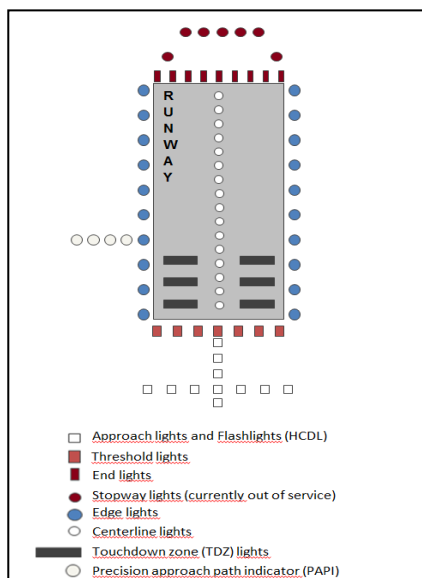 RUNWAY
Approach lights and Flashlights (HCDL)
Threshold lights
End lights
Stopway lights (currently out of service)
Edge lights
Centerline lights
Touchdown zone (TDZ) lights
Precision approach path indicator (PAPI)